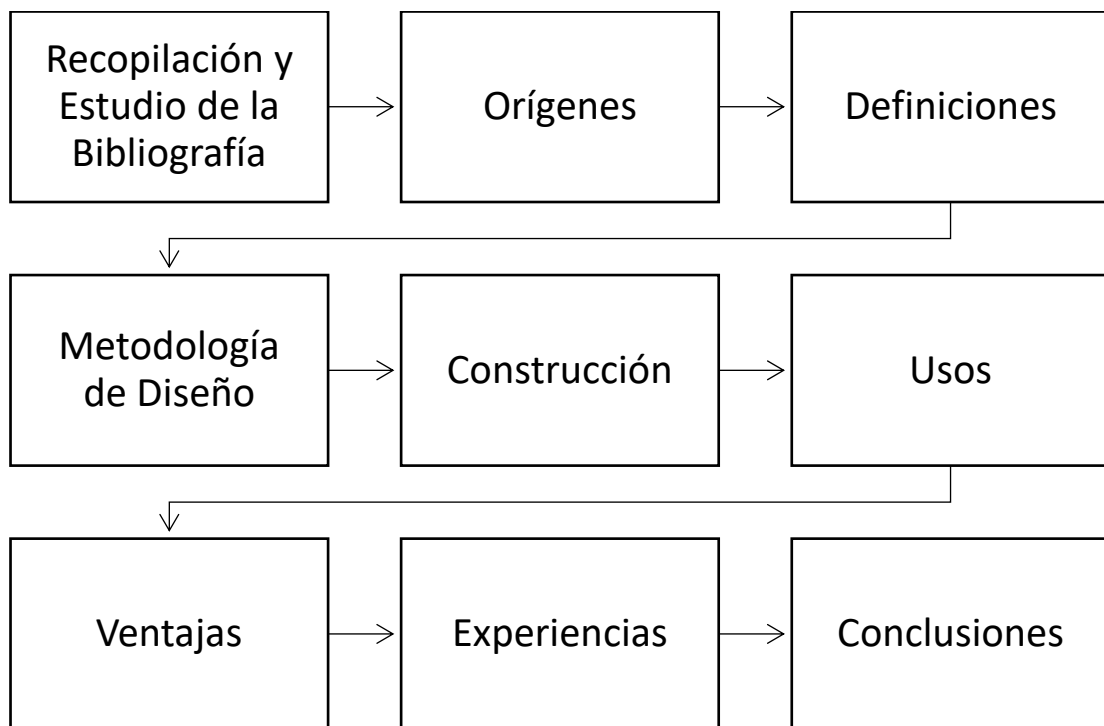 Recopilación y
Estudio de la
Bibliografía
Orígenes
Definiciones
Metodología
de Diseño
Construcción
Usos
Ventajas
Experiencias
Conclusiones